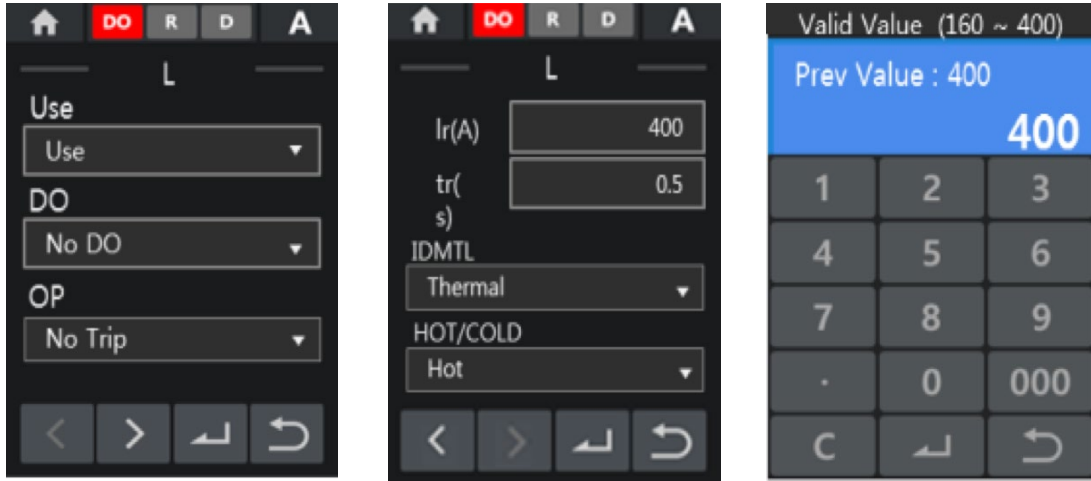 DO R D A
L
Use
Use
DO
No DO
OP
No Trip
DO R D A
L
Ir(A) 400
tr( 0.5
s)
IDMTL
Thermal
HOT/COLD
Hot
Valid Value (160 ~ 400)
Prev Value : 400
400
1 2 3
4 5 6
7 8 9
. 0 000
C